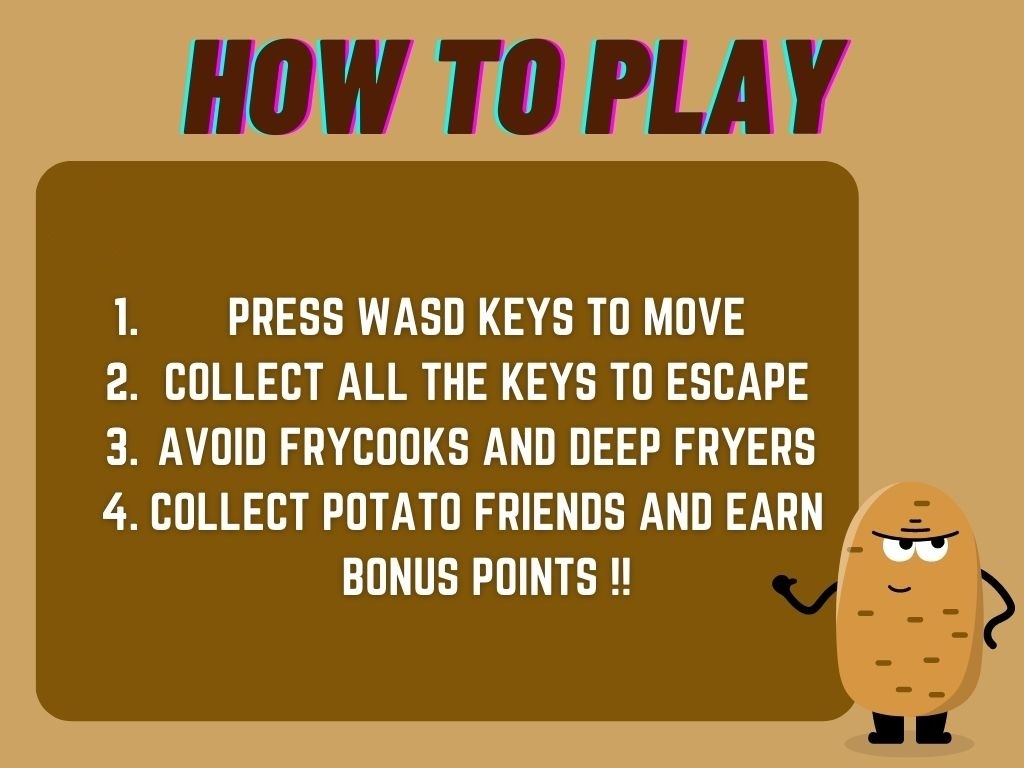 HOW TO PLAY
1. PRESS WASD KEYS TO MOVE
2. COLLECT ALL THE KEYS TO ESCAPE
3. AVOID FRYCOOKS AND DEEP FRYERS
4. COLLECT POTATO FRIENDS AND EARN
BONUS POINTS !!